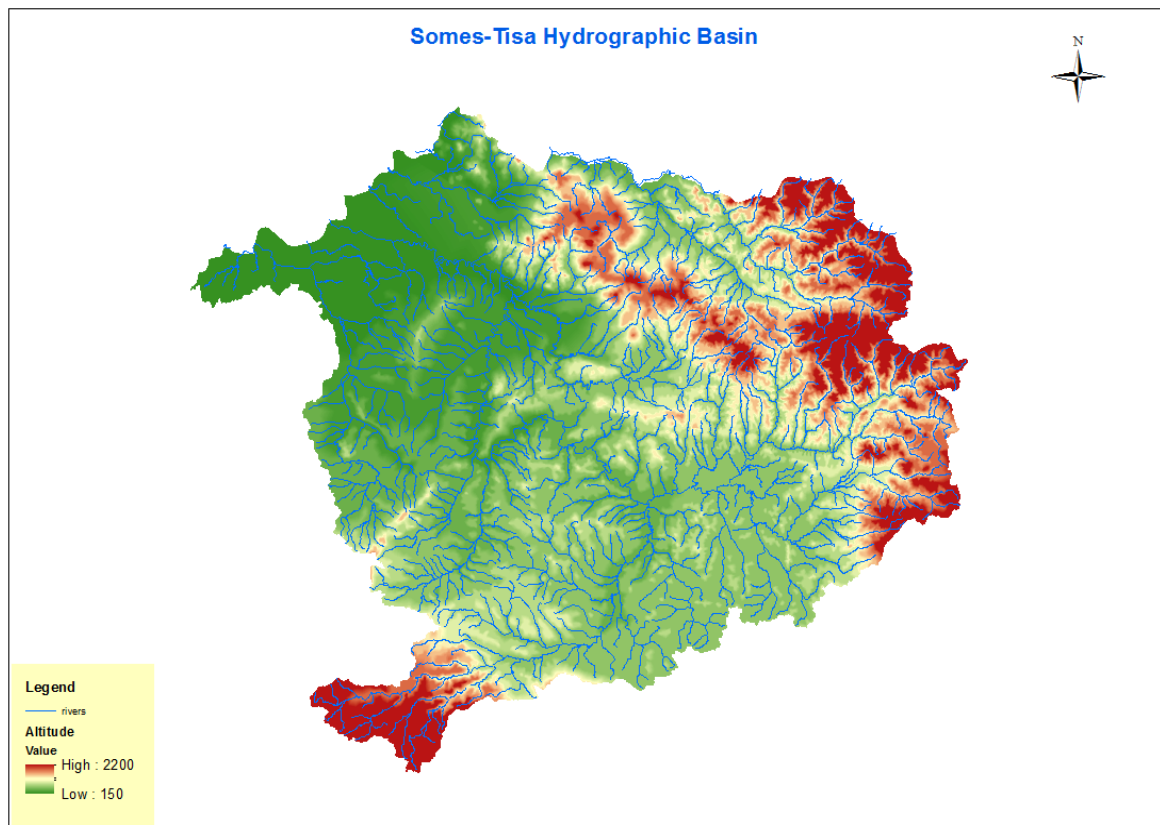 Somes-Tisa Hydrographic Basin
N
Legend
rivers
Altitude
Value
High : 2200
Low : 150